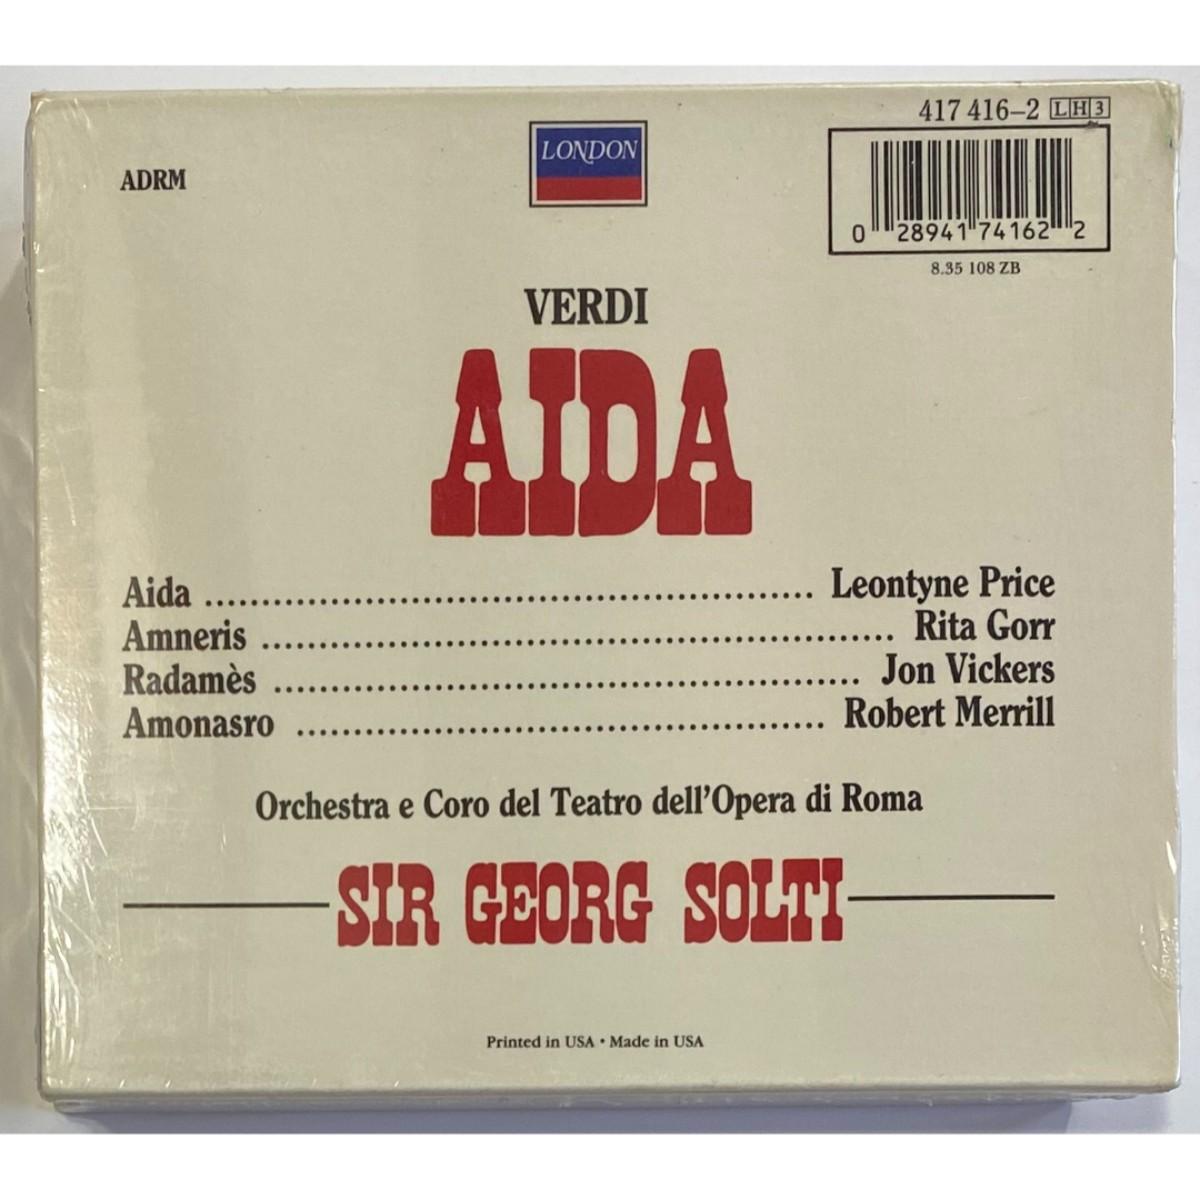 417 416–2 LH3
LONDON
ADRM
0 28941 74162 2
8.35 108 ZB
VERDI
AIDA
Aida ........................................................ Leontyne Price
Amneris ........................................................ Rita Gorr
Radamès .................................................... Jon Vickers
Amonasro ............................................... Robert Merrill
Orchestra e Coro del Teatro dell'Opera di Roma
SIR GEORG SOLTI
Printed in USA • Made in USA